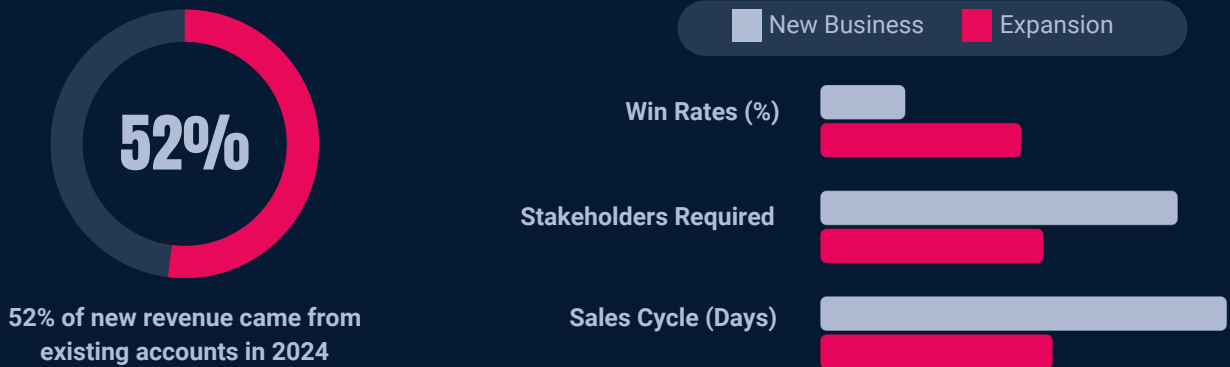 52%
52% of new revenue came from
existing accounts in 2024
New Business
Expansion
Win Rates (%)
Stakeholders Required
Sales Cycle (Days)